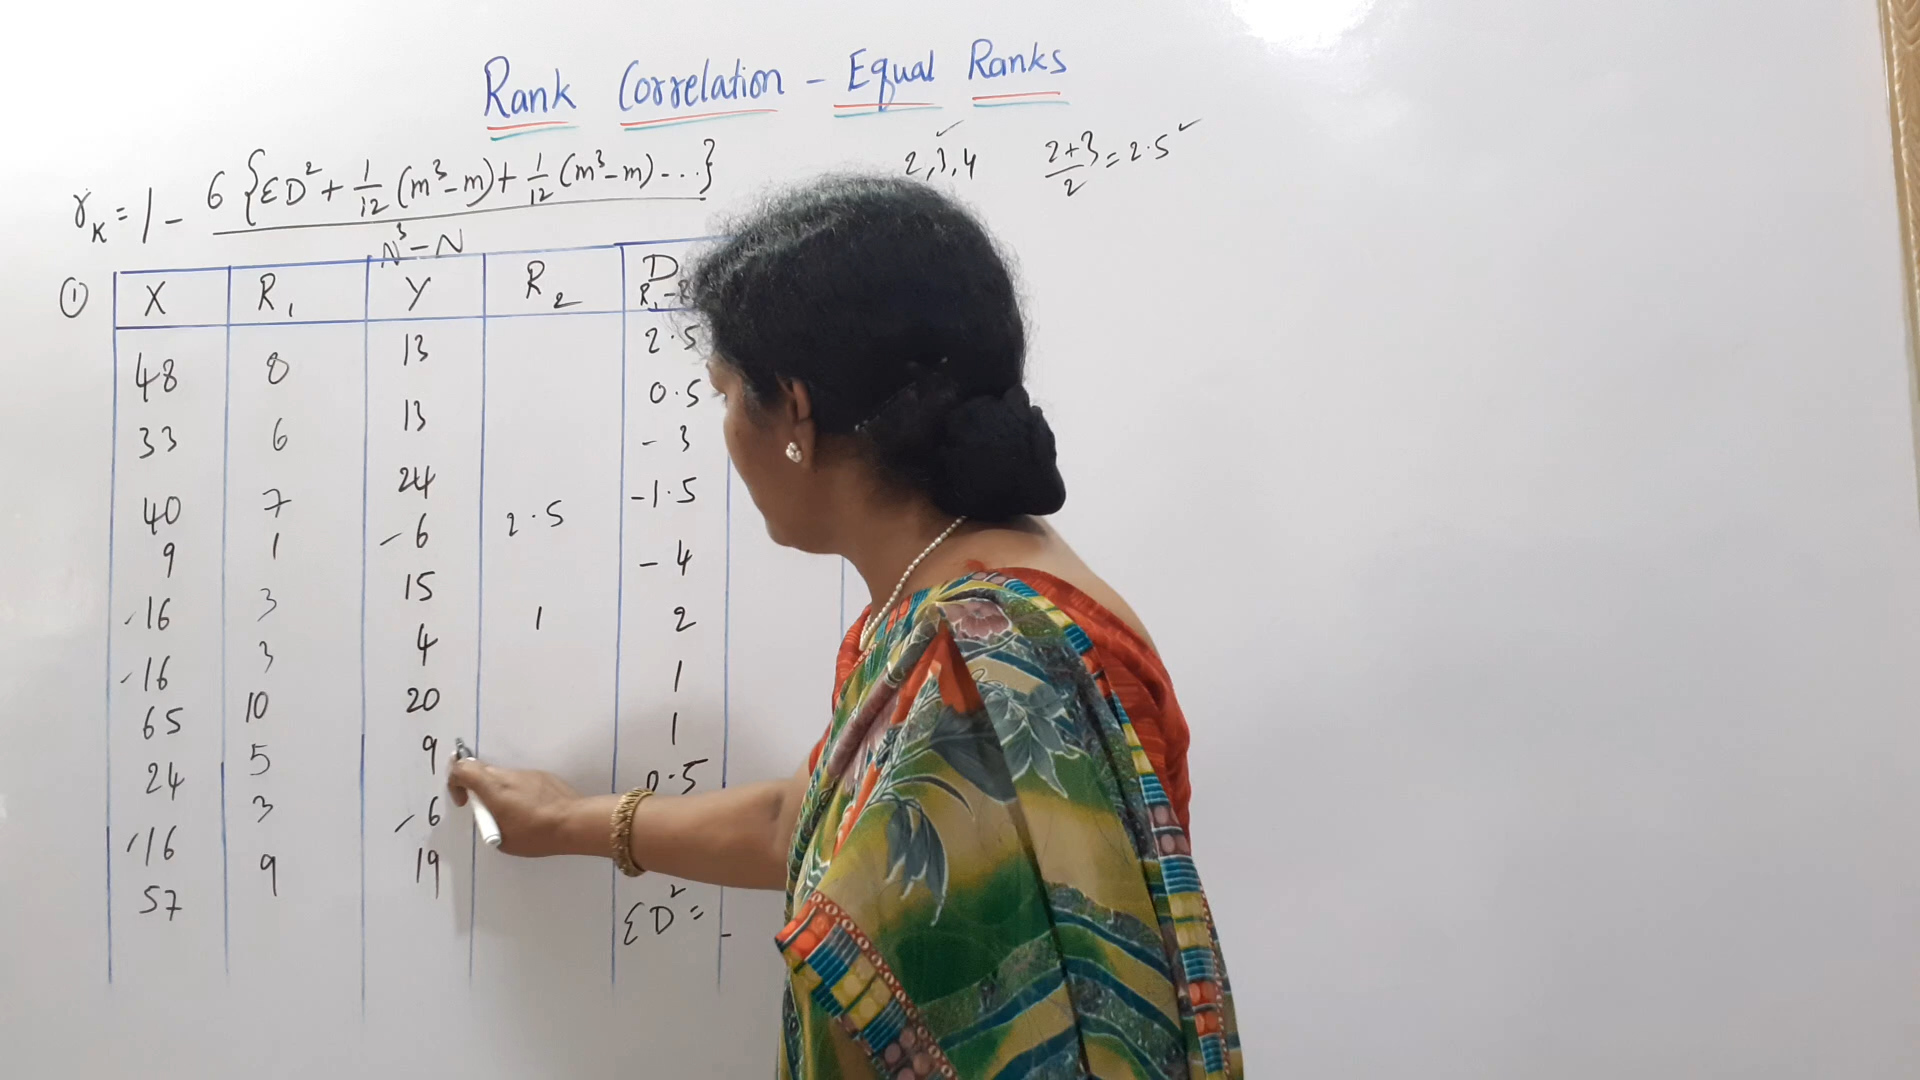 Rank Correlation - Equal Ranks
2,3,4 ✓
(2+3)/2 = 2.5 ✓
r_K = 1 - 6 {ΣD² + 1/12 (m³-m) + 1/12 (m³-m) - ...} / N³ - N
① X R₁ Y R₂ D
R₁-
48 8 13 2.5
33 6 13 0.5
40 7 24 - 3
9 1 - 6 2.5 -1.5
16 3 15 - 4
16 3 4 1 2
65 10 20 1
24 5 9 1
16 3 6 0.5
57 9 19
ΣD² =